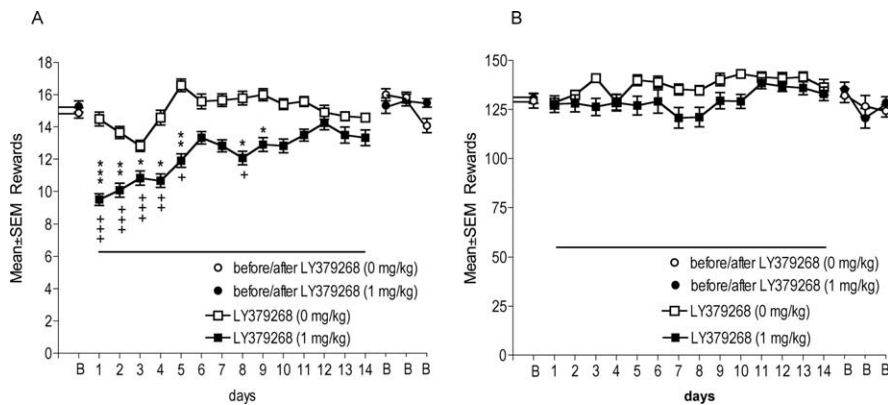 A
Mean±SEM Rewards
18
16
14
12
10
8
6
4
2
0
***
**
*
*
**
*
*
+++
+++
+++
++
+
+
before/after LY379268 (0 mg/kg)
before/after LY379268 (1 mg/kg)
LY379268 (0 mg/kg)
LY379268 (1 mg/kg)
B 1 2 3 4 5 6 7 8 9 10 11 12 13 14 B B B
days
B
Mean±SEM Rewards
150
125
100
75
50
25
0
before/after LY379268 (0 mg/kg)
before/after LY379268 (1 mg/kg)
LY379268 (0 mg/kg)
LY379268 (1 mg/kg)
B 1 2 3 4 5 6 7 8 9 10 11 12 13 14 B B B
days